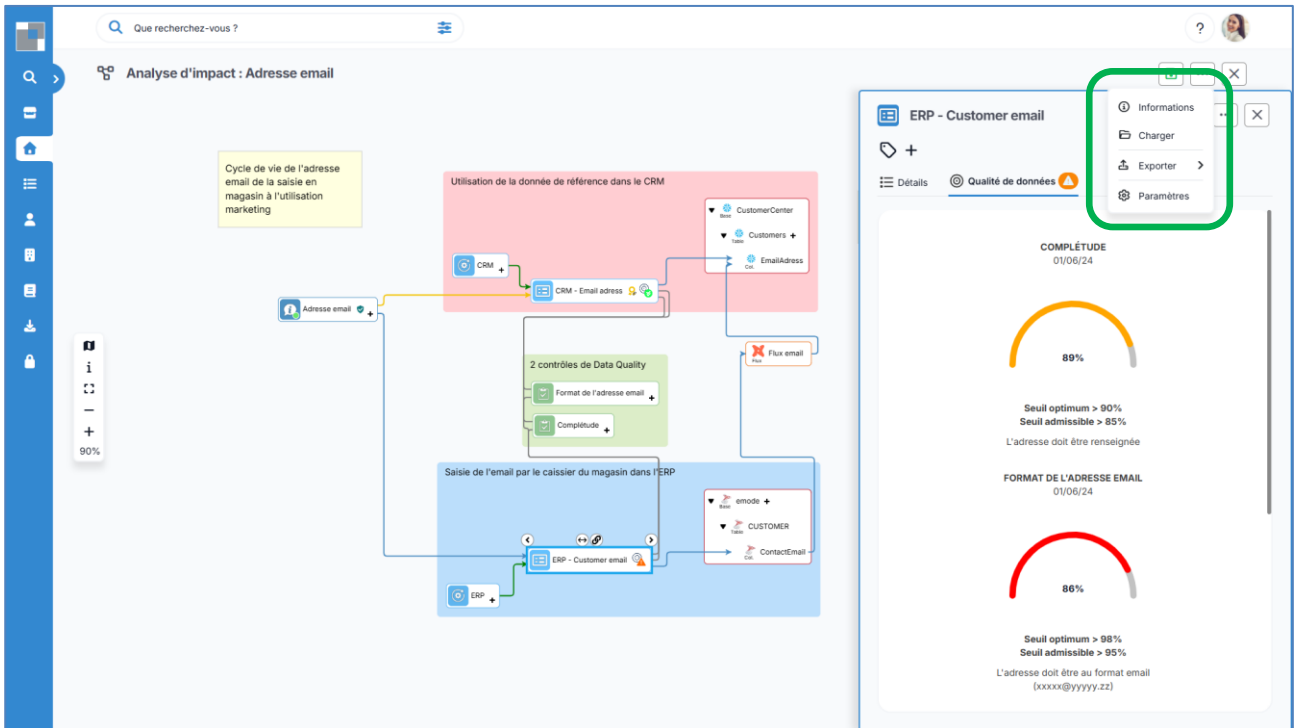 Que recherchez-vous ?
?
Analyse d'impact : Adresse email
Informations
Charger
Exporter
Paramètres
ERP - Customer email
Détails
Qualité de données
COMPLÉTUDE
01/06/24
89%
Seuil optimum > 90%
Seuil admissible > 85%
L'adresse doit être renseignée
FORMAT DE L'ADRESSE EMAIL
01/06/24
86%
Seuil optimum > 98%
Seuil admissible > 95%
L'adresse doit être au format email
(xxxxx@yyyyy.zz)
Cycle de vie de l'adresse
email de la saisie en
magasin à l'utilisation
marketing
Utilisation de la donnée de référence dans le CRM
CustomerCenter
Base
Customers +
Table
EmailAdress
Col.
CRM +
CRM - Email adress
Adresse email +
Flux email
Flux
2 contrôles de Data Quality
Format de l'adresse email +
Complétude +
Saisie de l'email par le caissier du magasin dans l'ERP
emode +
Base
CUSTOMER
Table
ContactEmail
Col.
ERP - Customer email
ERP +
i
−
+
90%